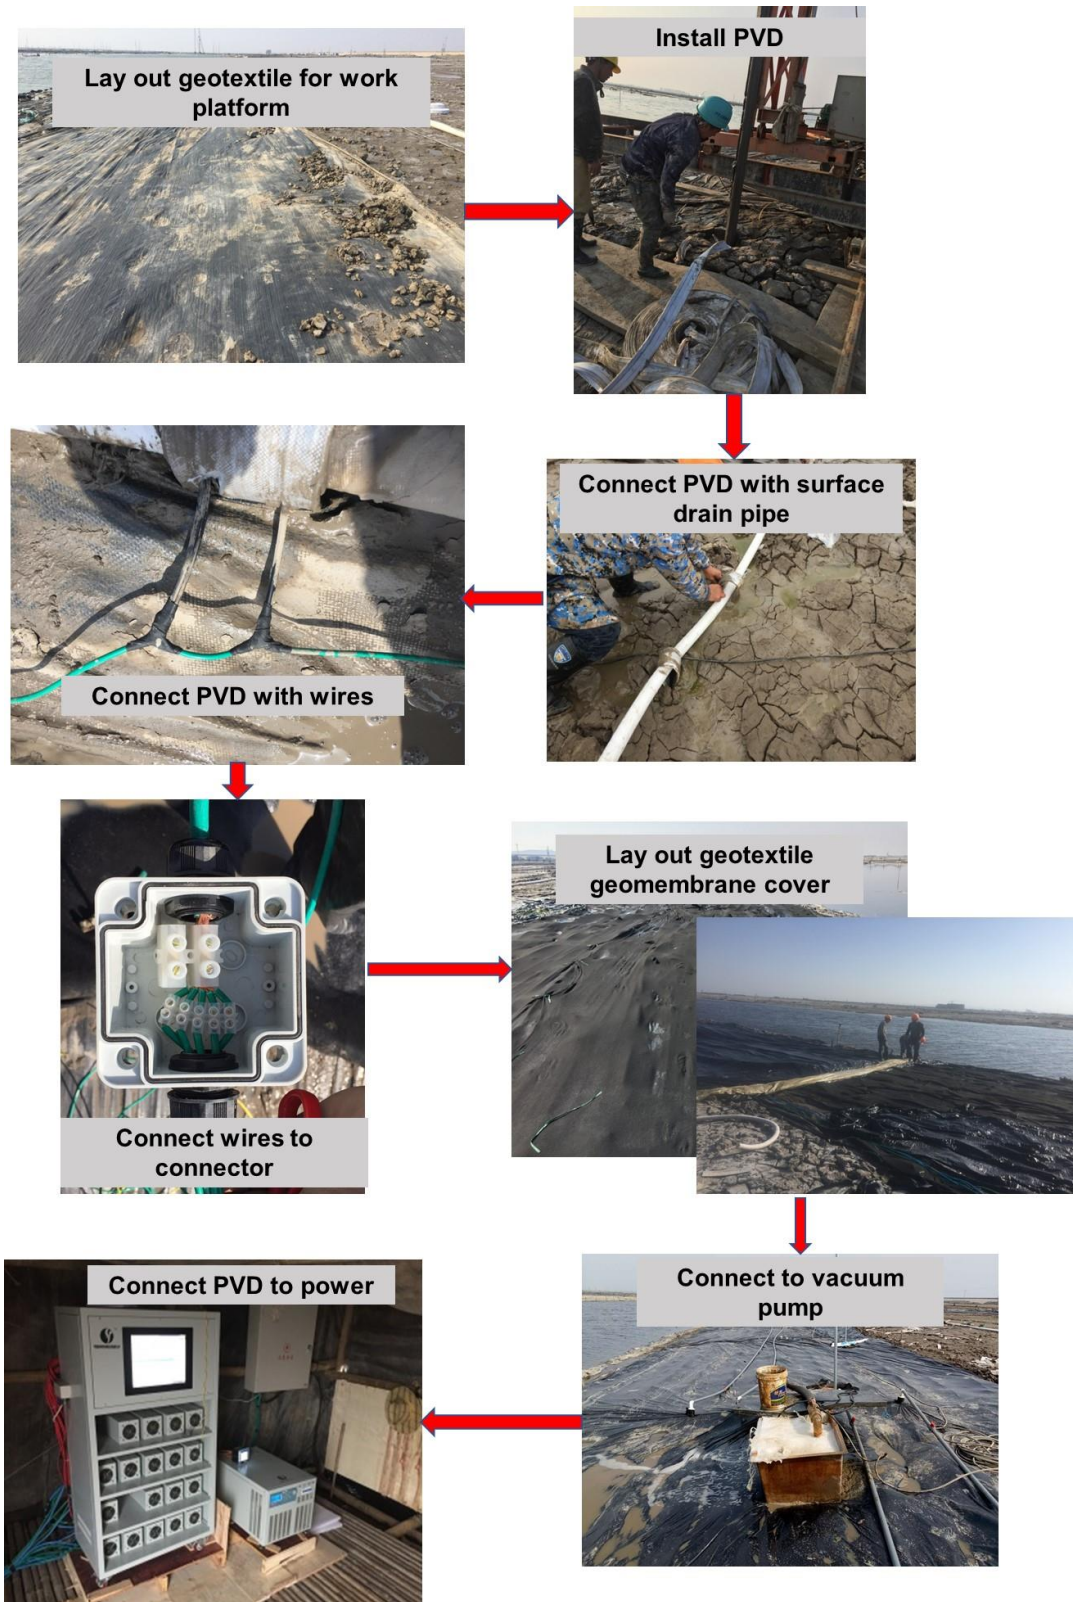 Lay out geotextile for work
platform
Install PVD
Connect PVD with surface
drain pipe
Connect PVD with wires
Connect wires to
connector
Lay out geotextile
geomembrane cover
Connect to vacuum
pump
Connect PVD to power